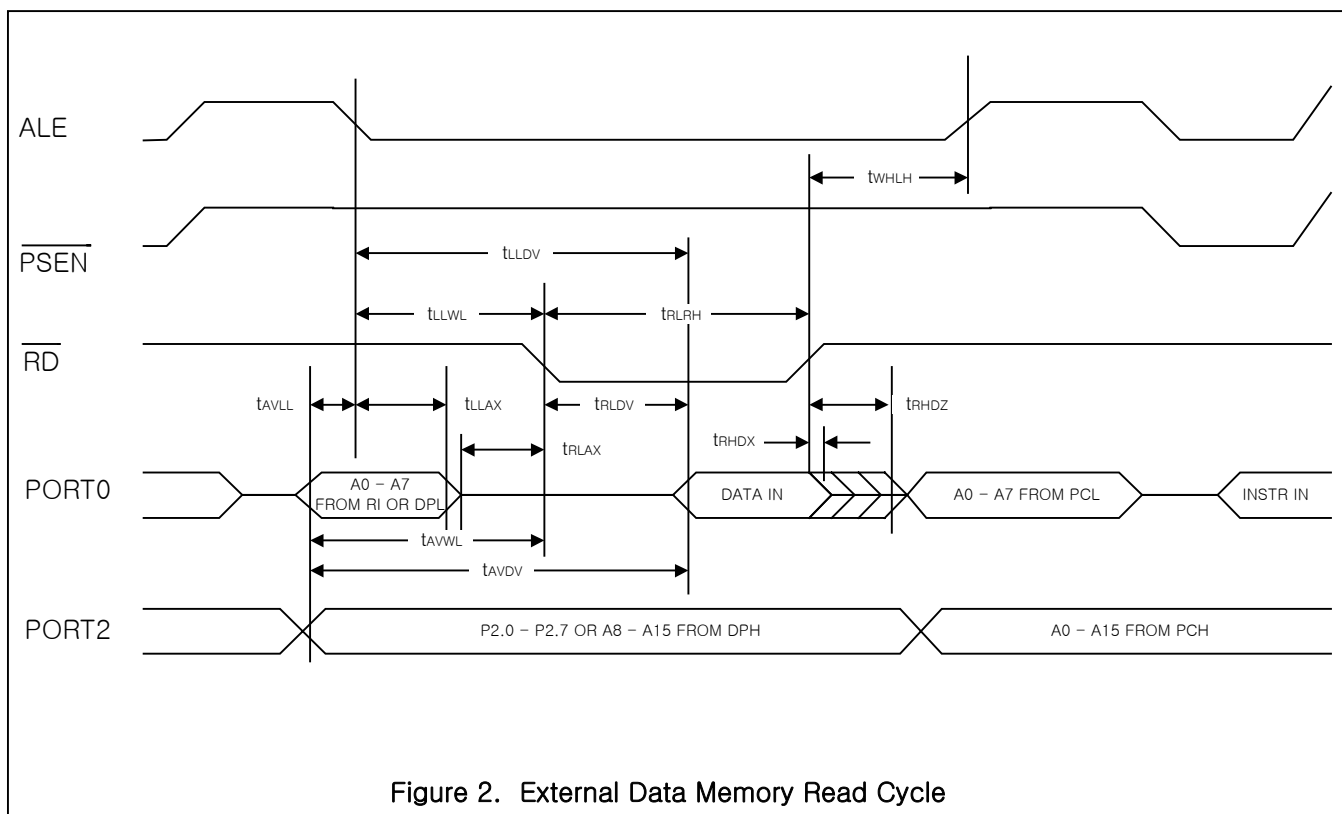 ALE
tWHLH
PSEN
tLLDV
tLLWL
tRLRH
RD
tAVLL
tLLAX
tRLDV
tRHDZ
tRHDX
tRLAX
PORT0
A0 – A7
FROM RI OR DPL
DATA IN
A0 – A7 FROM PCL
INSTR IN
tAVWL
tAVDV
PORT2
P2.0 – P2.7 OR A8 – A15 FROM DPH
A0 – A15 FROM PCH
Figure 2. External Data Memory Read Cycle